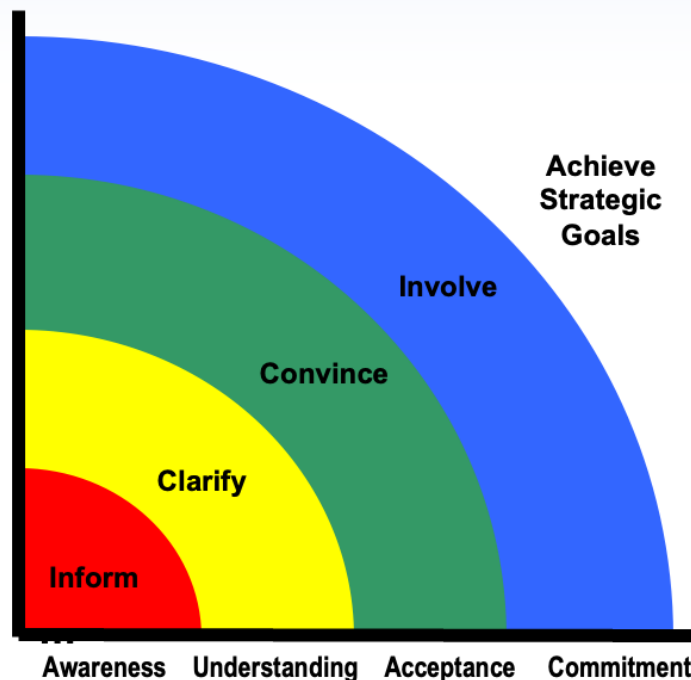 Achieve
Strategic
Goals
Involve
Convince
Clarify
Inform
Awareness Understanding Acceptance Commitment